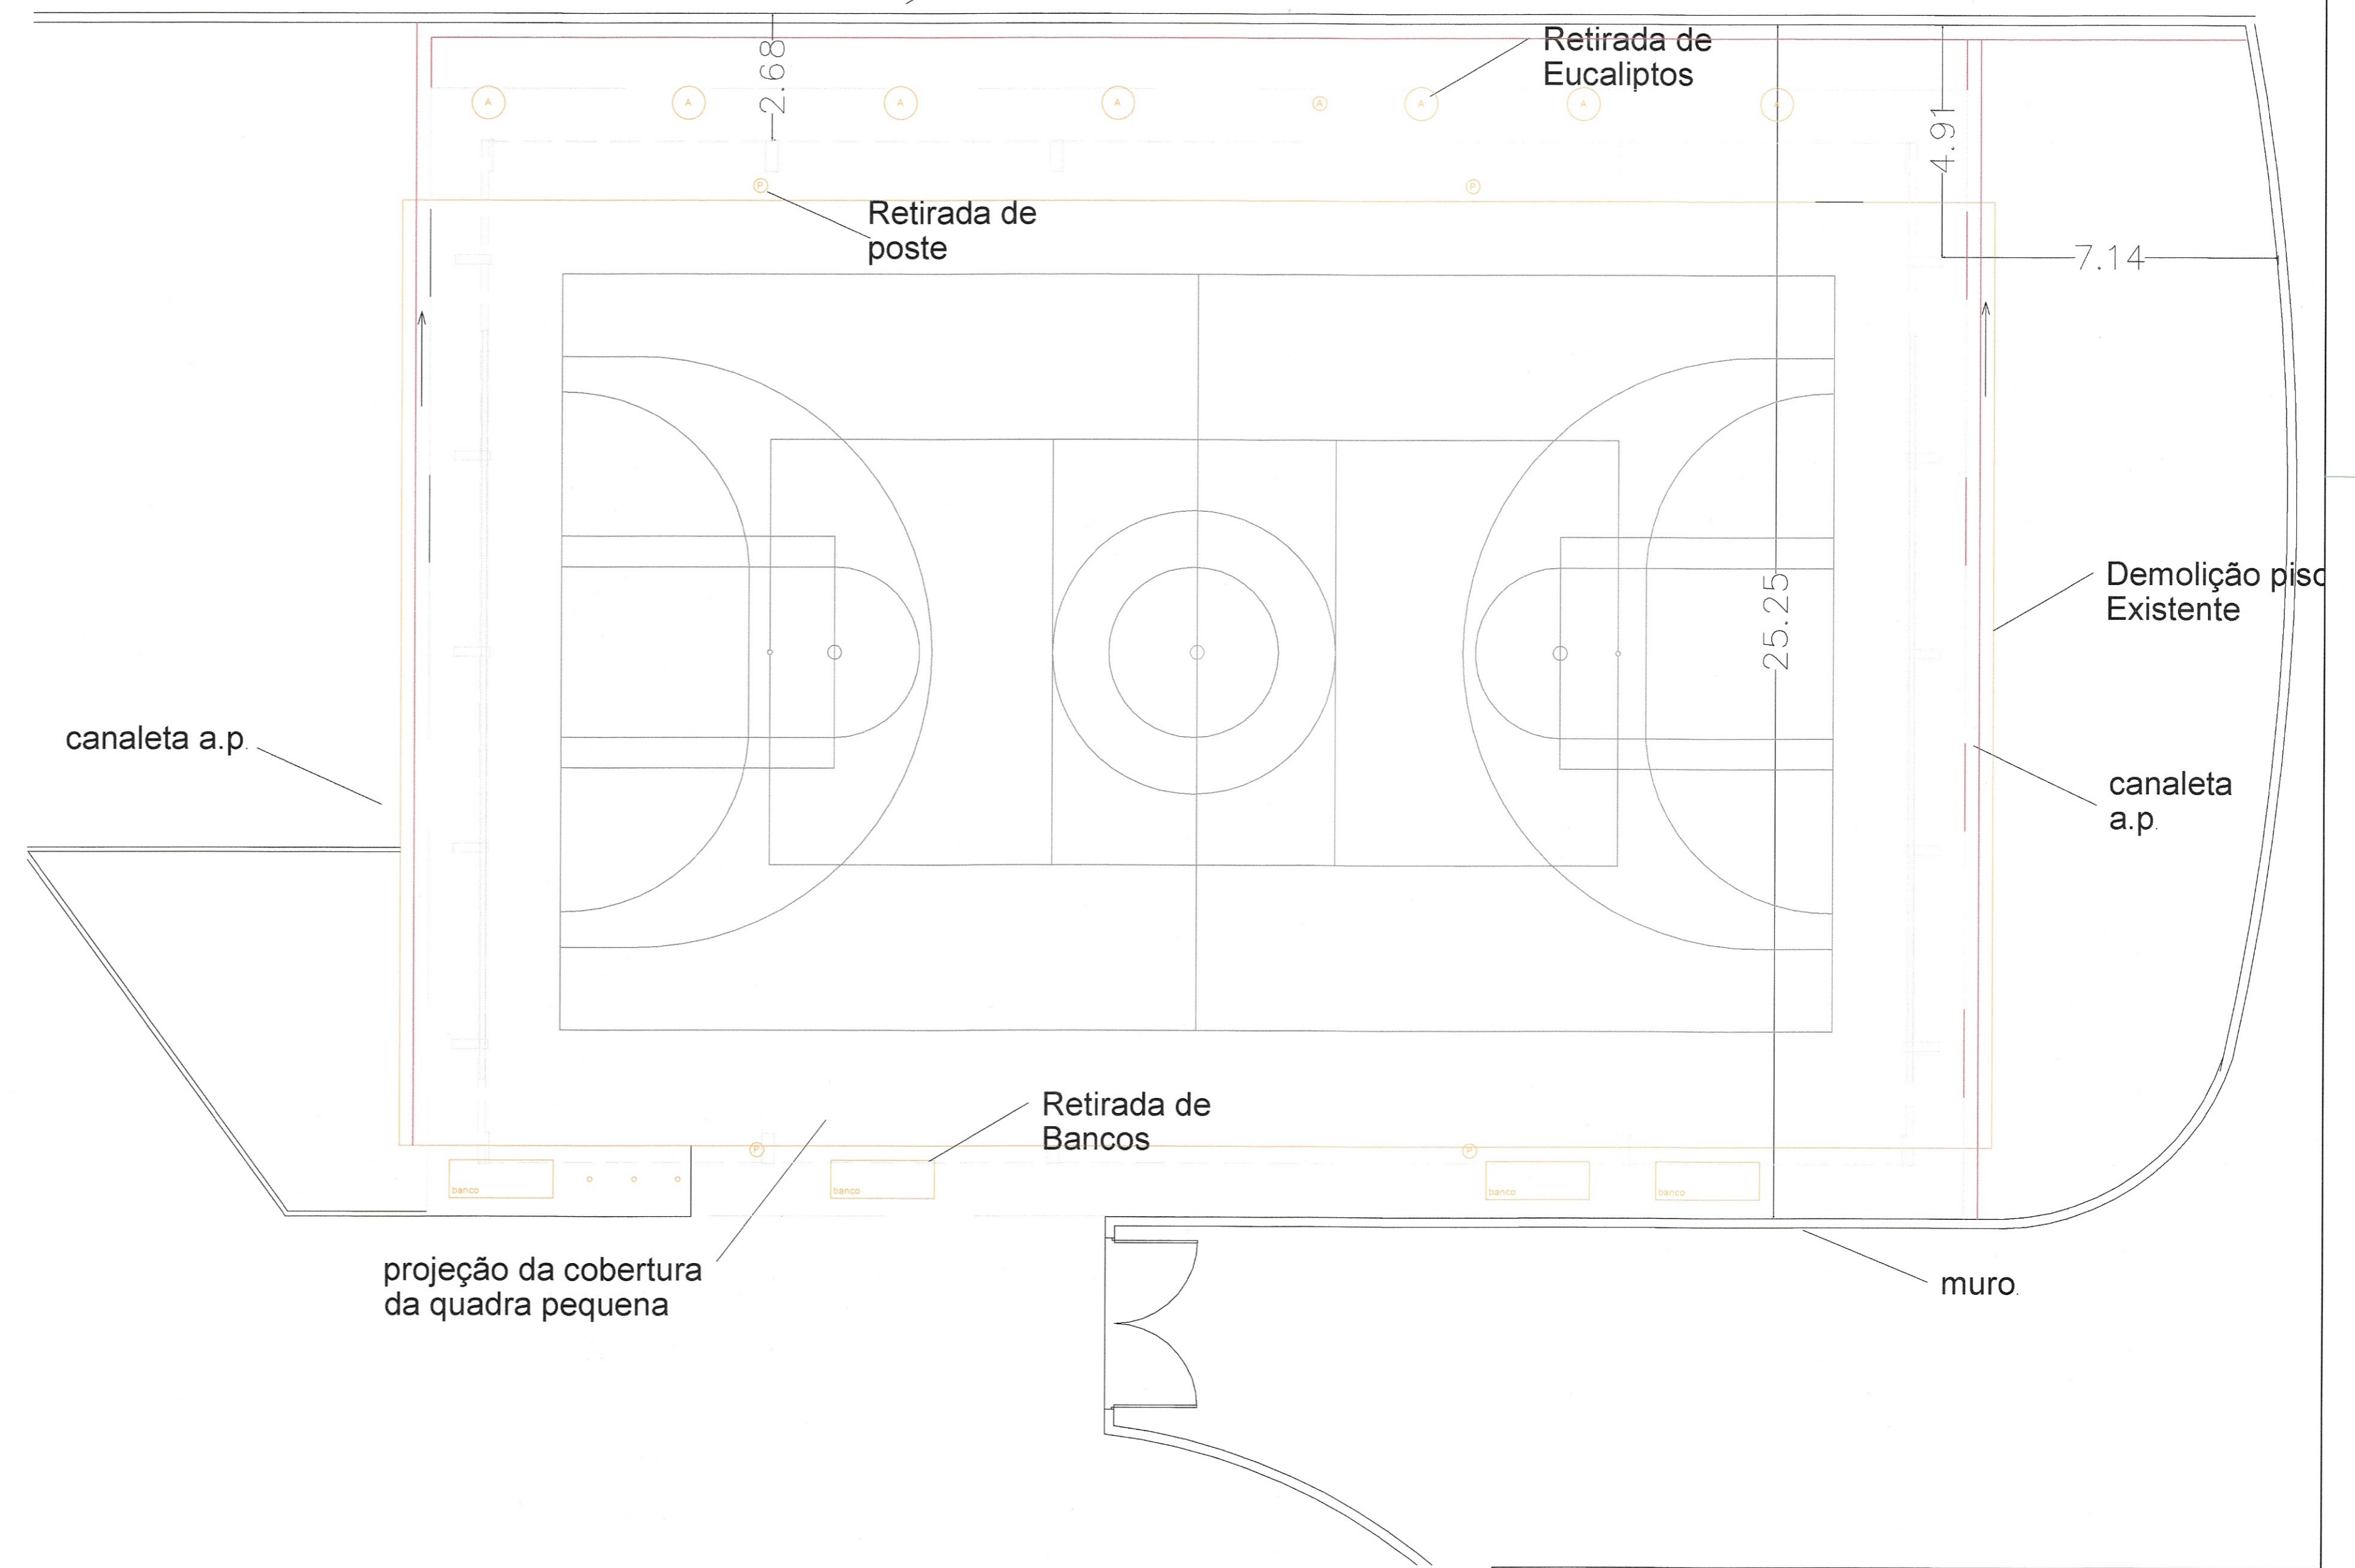 Retirada de
Eucaliptos
2.68
A
A
A
A
A
A
A
4.91
P
P
Retirada de
poste
7.14
Demolição pisc
Existente
25.25
canaleta a.p.
canaleta
a.p.
Retirada de
Bancos
P
P
banco
banco
banco
banco
projeção da cobertura
da quadra pequena
muro.